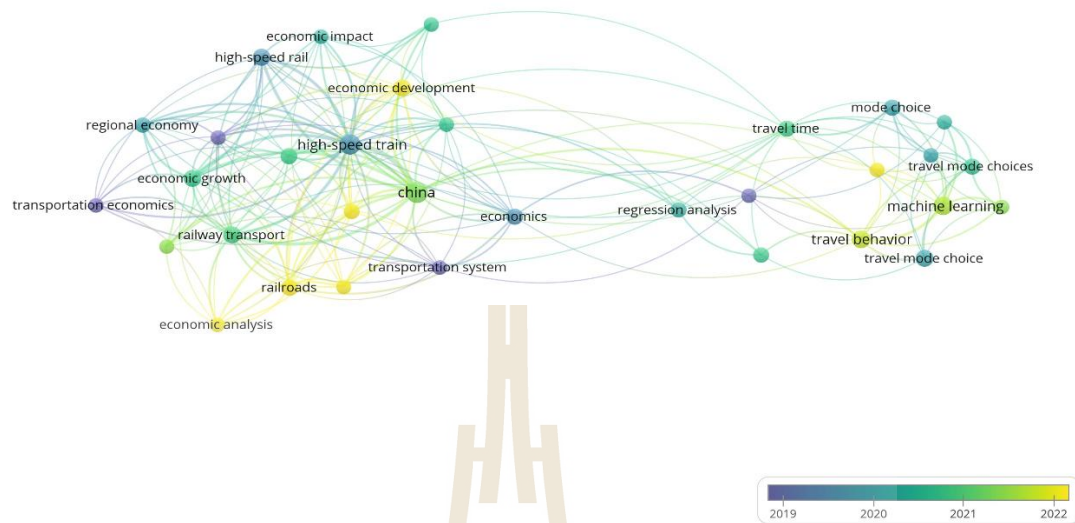 economic impact
high-speed rail
economic development
mode choice
regional economy
travel time
high-speed train
travel mode choices
economic growth
china
transportation economics
machine learning
regression analysis
economics
railway transport
travel behavior
travel mode choice
transportation system
railroads
economic analysis
2019 2020 2021 2022